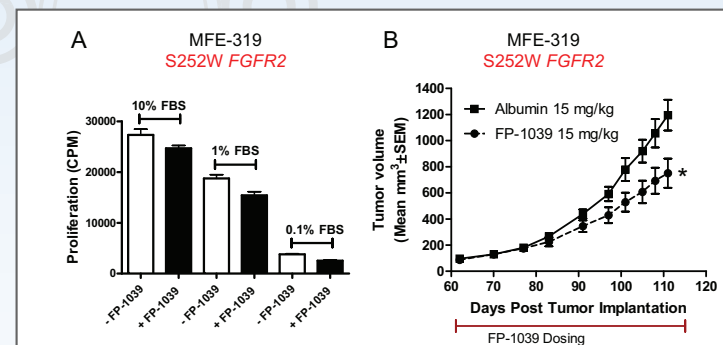 A
MFE-319
S252W FGFR2
10% FBS
1% FBS
0.1% FBS
30000
20000
10000
0
Proliferation (CPM)
- FP-1039
+ FP-1039
- FP-1039
+ FP-1039
- FP-1039
+ FP-1039
B
MFE-319
S252W FGFR2
Albumin 15 mg/kg
FP-1039 15 mg/kg
*
1400
1200
1000
800
600
400
200
0
Tumor volume
(Mean mm³±SEM)
60 70 80 90 100 110 120
Days Post Tumor Implantation
FP-1039 Dosing